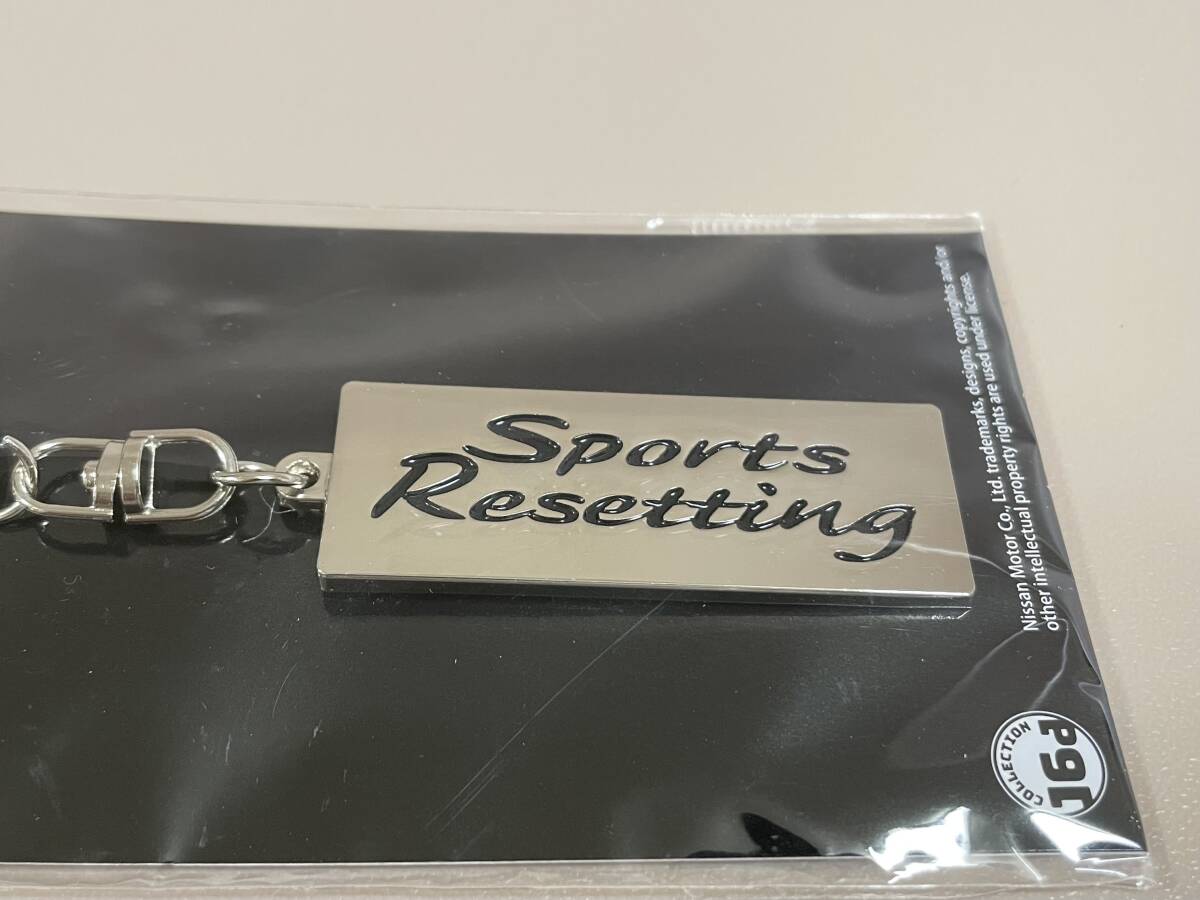 Sports
Resetting
Nissan Motor Co., Ltd. trademarks, designs, copyrights and/or
other intellectual property rights are used under license.
COLLECTION
16d